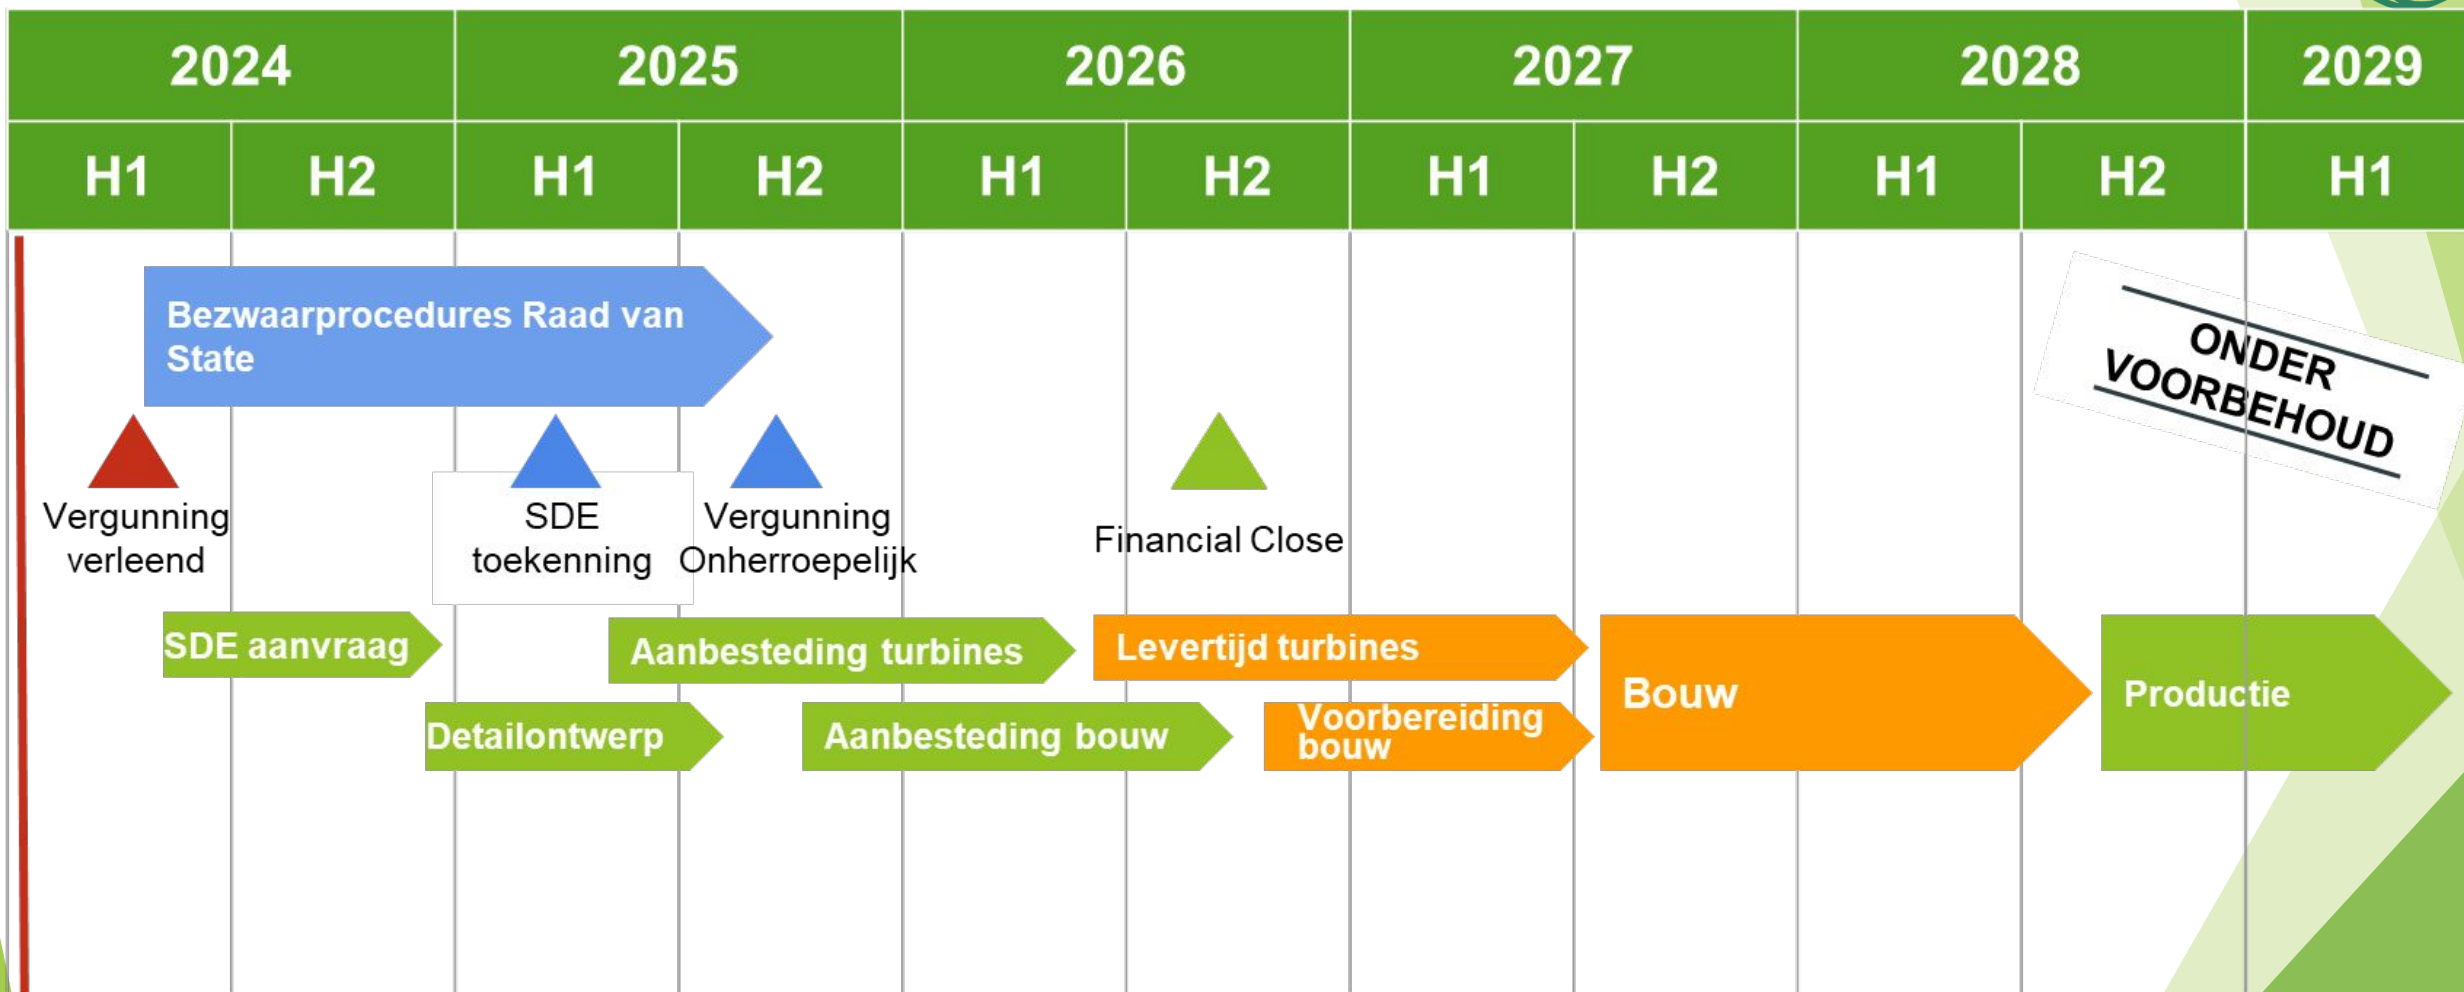 2024 2025 2026 2027 2028 2029
H1 H2 H1 H2 H1 H2 H1 H2 H1 H2 H1
Bezwaarprocedures Raad van
State
ONDER
VOORBEHOUD
Vergunning
verleend
SDE
toekenning
Vergunning
Onherroepelijk
Financial Close
SDE aanvraag
Aanbesteding turbines
Levertijd turbines
Detailontwerp
Aanbesteding bouw
Voorbereiding
bouw
Bouw
Productie